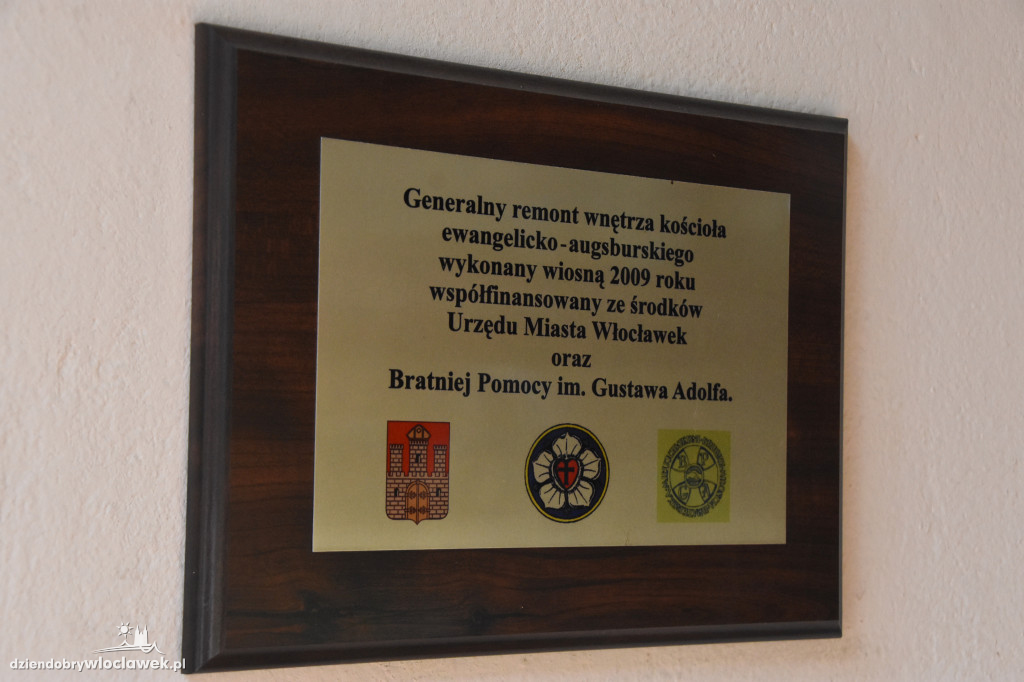 Generalny remont wnętrza kościoła
ewangelicko-augsburskiego
wykonany wiosną 2009 roku
współfinansowany ze środków
Urzędu Miasta Włocławek
oraz
Bratniej Pomocy im. Gustawa Adolfa.
dziendobrywloclawek.pl